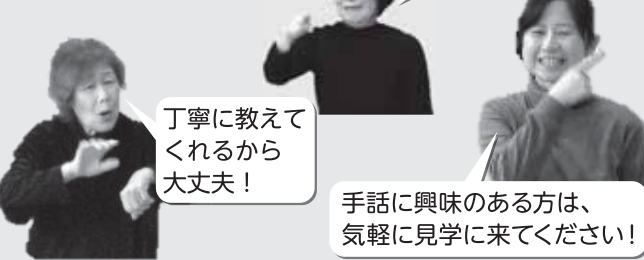 丁寧に教えて
くれるから
大丈夫！
手話に興味のある方は、
気軽に見学に来てください！